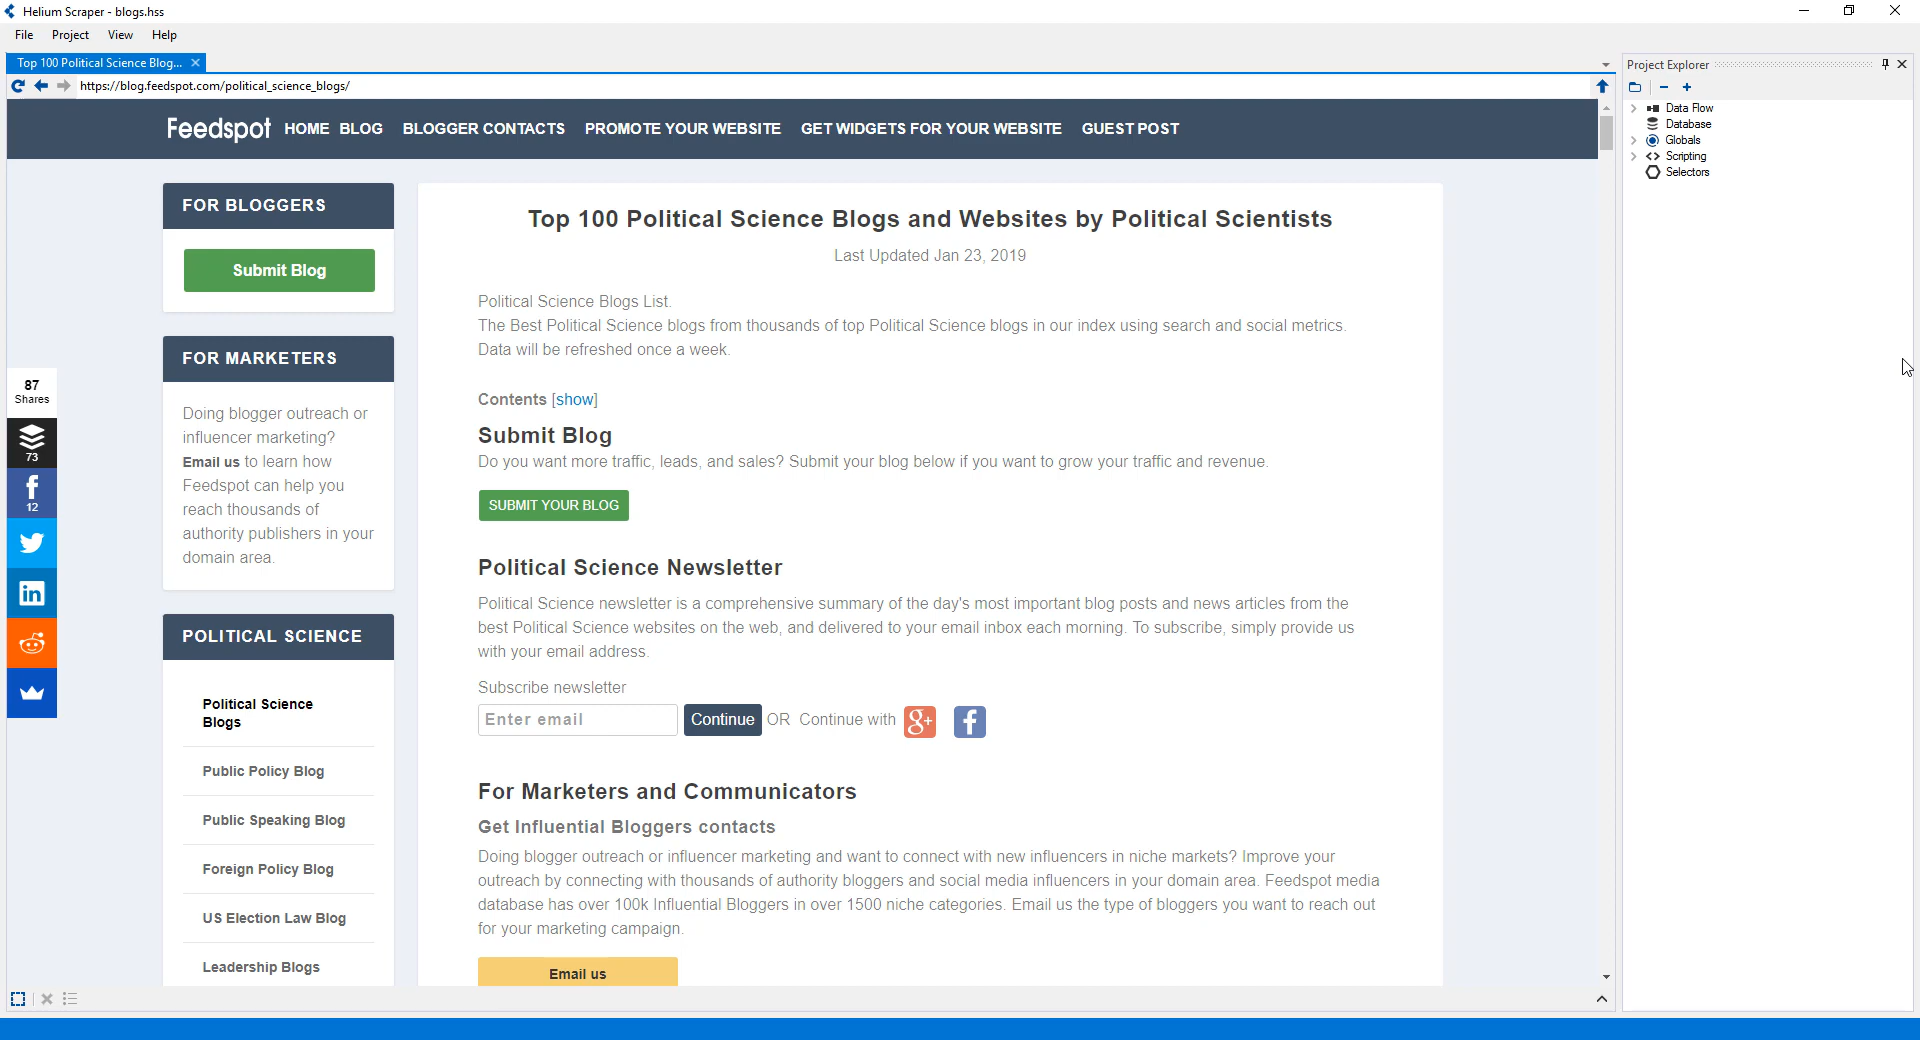 Helium Scraper - blogs.hss
File Project View Help
Top 100 Political Science Blog...
https://blog.feedspot.com/political_science_blogs/
Feedspot HOME BLOG BLOGGER CONTACTS PROMOTE YOUR WEBSITE GET WIDGETS FOR YOUR WEBSITE GUEST POST
FOR BLOGGERS
Submit Blog
FOR MARKETERS
Doing blogger outreach or
influencer marketing?
Email us to learn how
Feedspot can help you
reach thousands of
authority publishers in your
domain area.
POLITICAL SCIENCE
Political Science
Blogs
Public Policy Blog
Public Speaking Blog
Foreign Policy Blog
US Election Law Blog
Leadership Blogs
87
Shares
73
12
Top 100 Political Science Blogs and Websites by Political Scientists
Last Updated Jan 23, 2019
Political Science Blogs List.
The Best Political Science blogs from thousands of top Political Science blogs in our index using search and social metrics.
Data will be refreshed once a week.
Contents [show]
Submit Blog
Do you want more traffic, leads, and sales? Submit your blog below if you want to grow your traffic and revenue.
SUBMIT YOUR BLOG
Political Science Newsletter
Political Science newsletter is a comprehensive summary of the day's most important blog posts and news articles from the
best Political Science websites on the web, and delivered to your email inbox each morning. To subscribe, simply provide us
with your email address.
Subscribe newsletter
Enter email Continue OR Continue with
For Marketers and Communicators
Get Influential Bloggers contacts
Doing blogger outreach or influencer marketing and want to connect with new influencers in niche markets? Improve your
outreach by connecting with thousands of authority bloggers and social media influencers in your domain area. Feedspot media
database has over 100k Influential Bloggers in over 1500 niche categories. Email us the type of bloggers you want to reach out
for your marketing campaign.
Email us
Project Explorer
Data Flow
Database
Globals
Scripting
Selectors